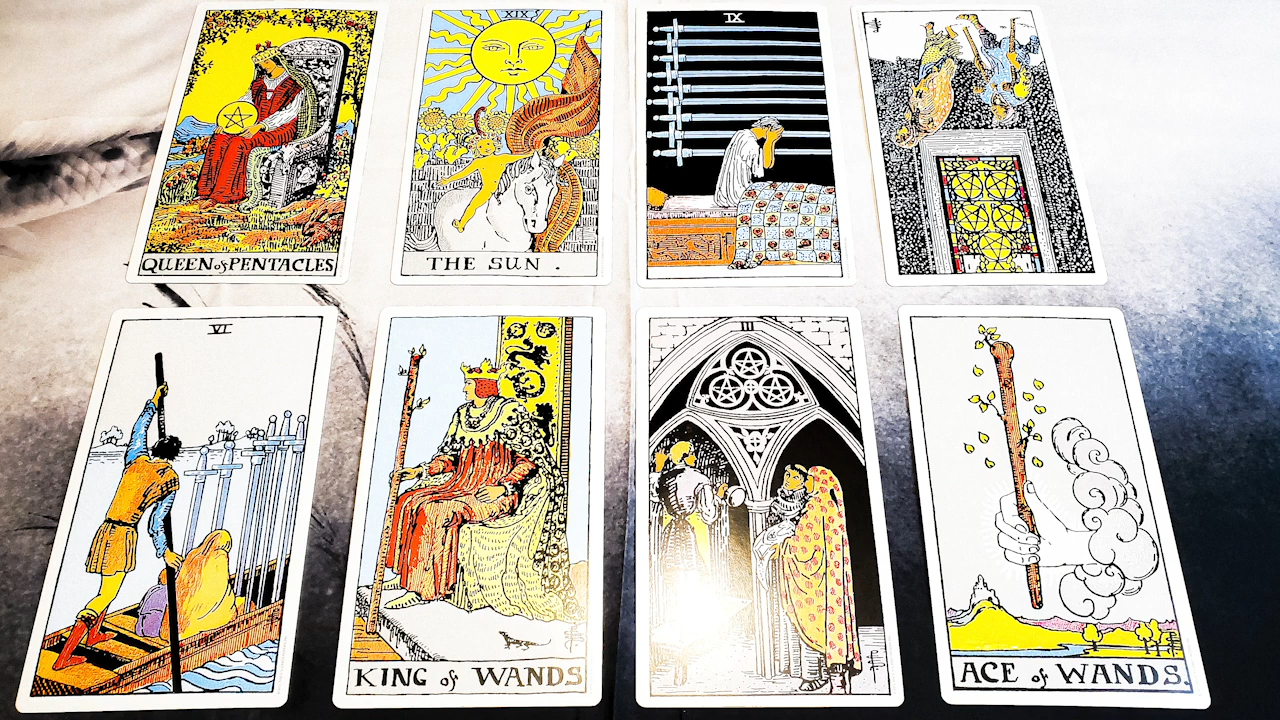 XIX
IX
QUEEN of PENTACLES
THE SUN .
VI
III
KING of WANDS
ACE of WANDS.